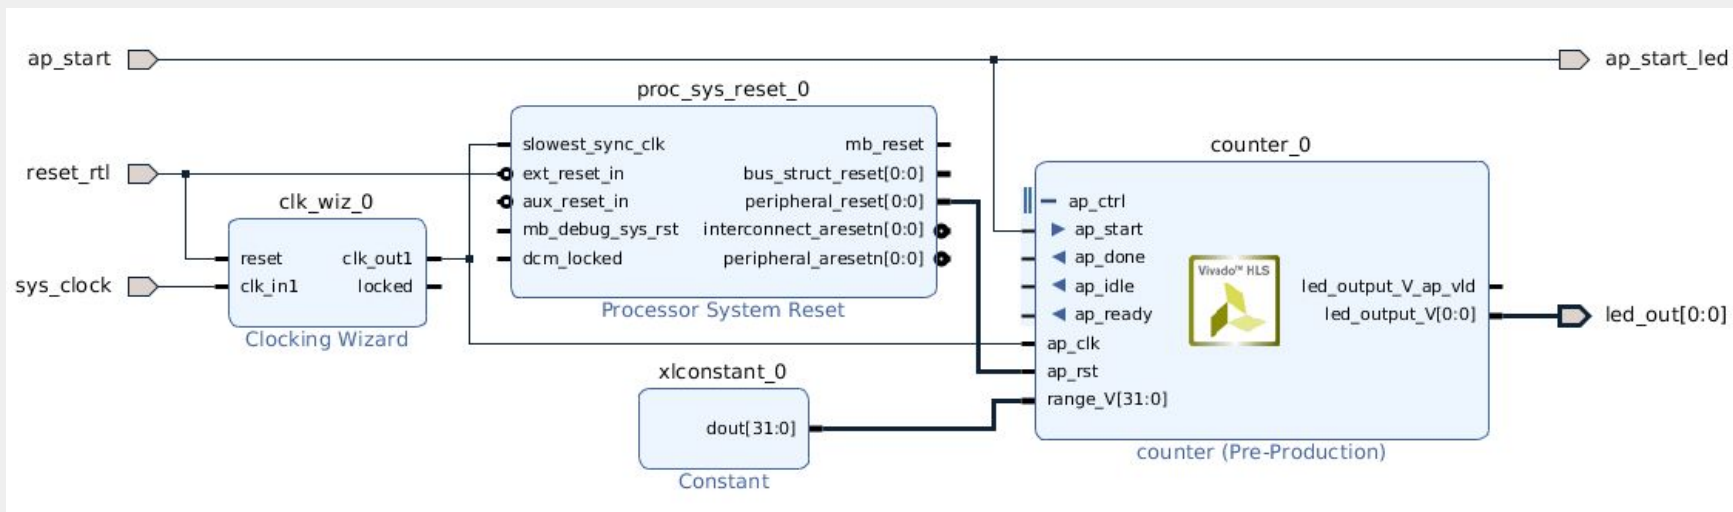 ap_start
ap_start_led
proc_sys_reset_0
slowest_sync_clk
mb_reset
counter_0
reset_rtl
ext_reset_in
bus_struct_reset[0:0]
clk_wiz_0
aux_reset_in
peripheral_reset[0:0]
ap_ctrl
mb_debug_sys_rst
interconnect_aresetn[0:0]
ap_start
reset
clk_out1
dcm_locked
peripheral_aresetn[0:0]
ap_done
Vivado™ HLS
sys_clock
clk_in1
locked
ap_idle
led_output_V_ap_vld
Processor System Reset
ap_ready
led_output_V[0:0]
led_out[0:0]
Clocking Wizard
ap_clk
xlconstant_0
ap_rst
range_V[31:0]
dout[31:0]
counter (Pre-Production)
Constant